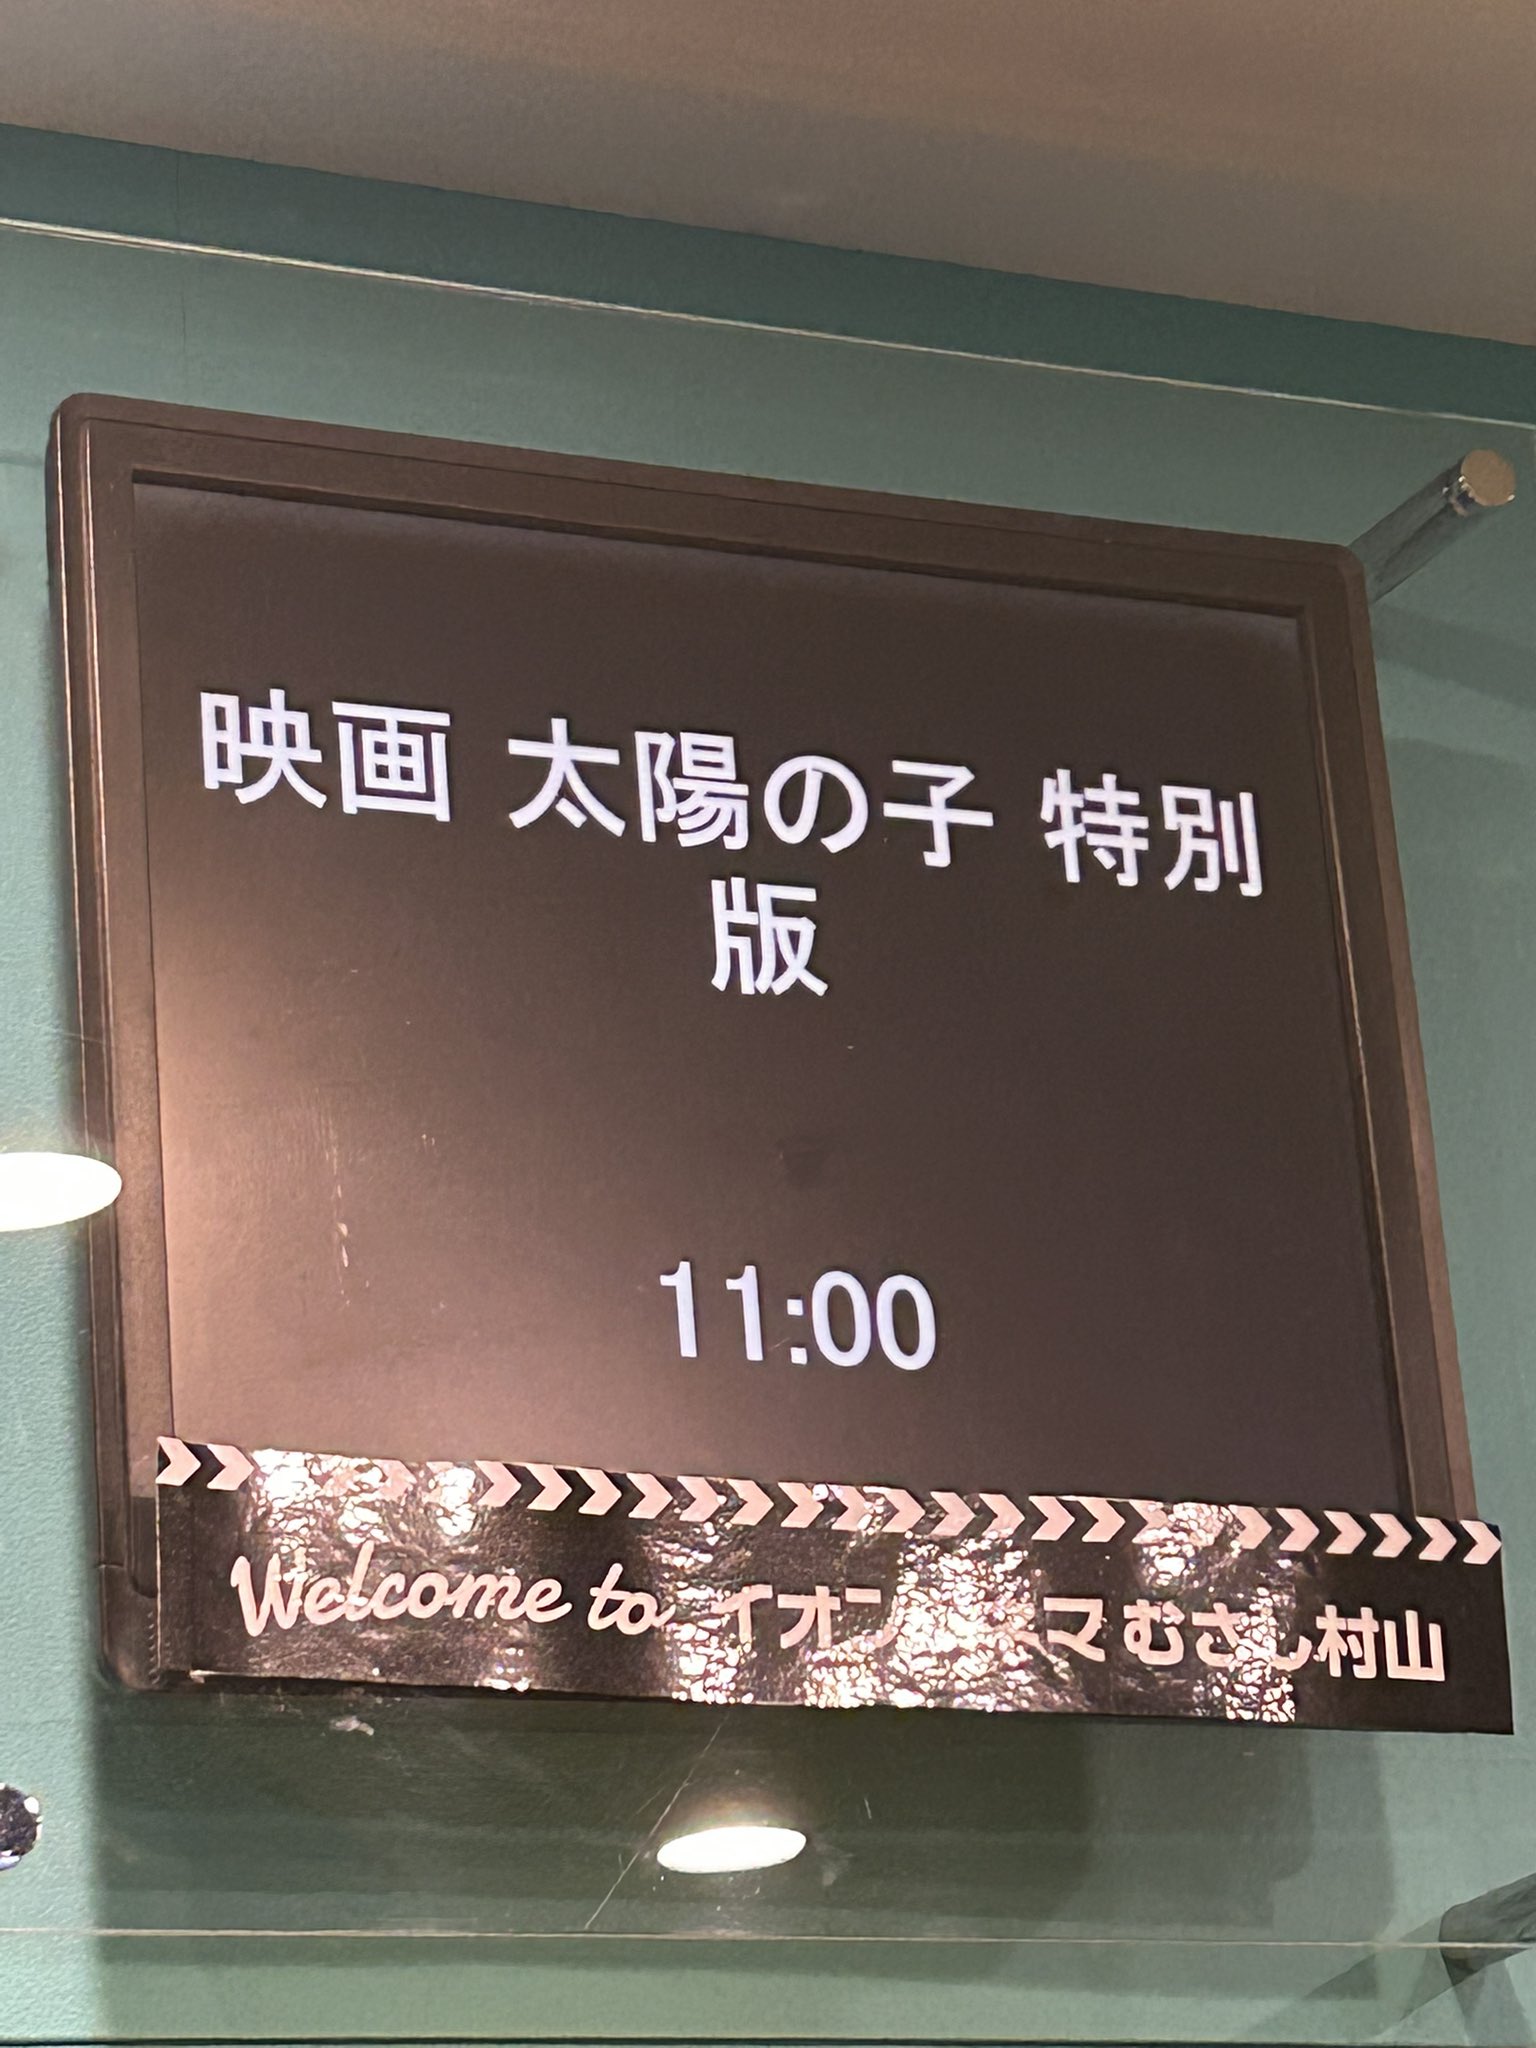 映画 太陽の子 特別
版
11:00
Welcome to イオン マむさし村山